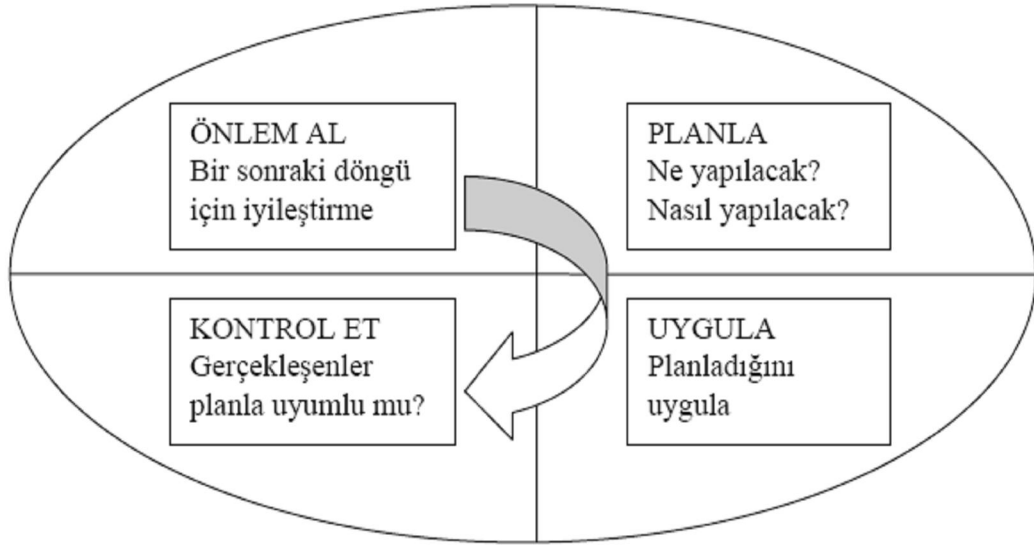 ÖNLEM AL
Bir sonraki döngü
için iyileştirme
PLANLA
Ne yapılacak?
Nasıl yapılacak?
KONTROL ET
Gerçekleşenler
planla uyumlu mu?
UYGULA
Planladığını
uygula